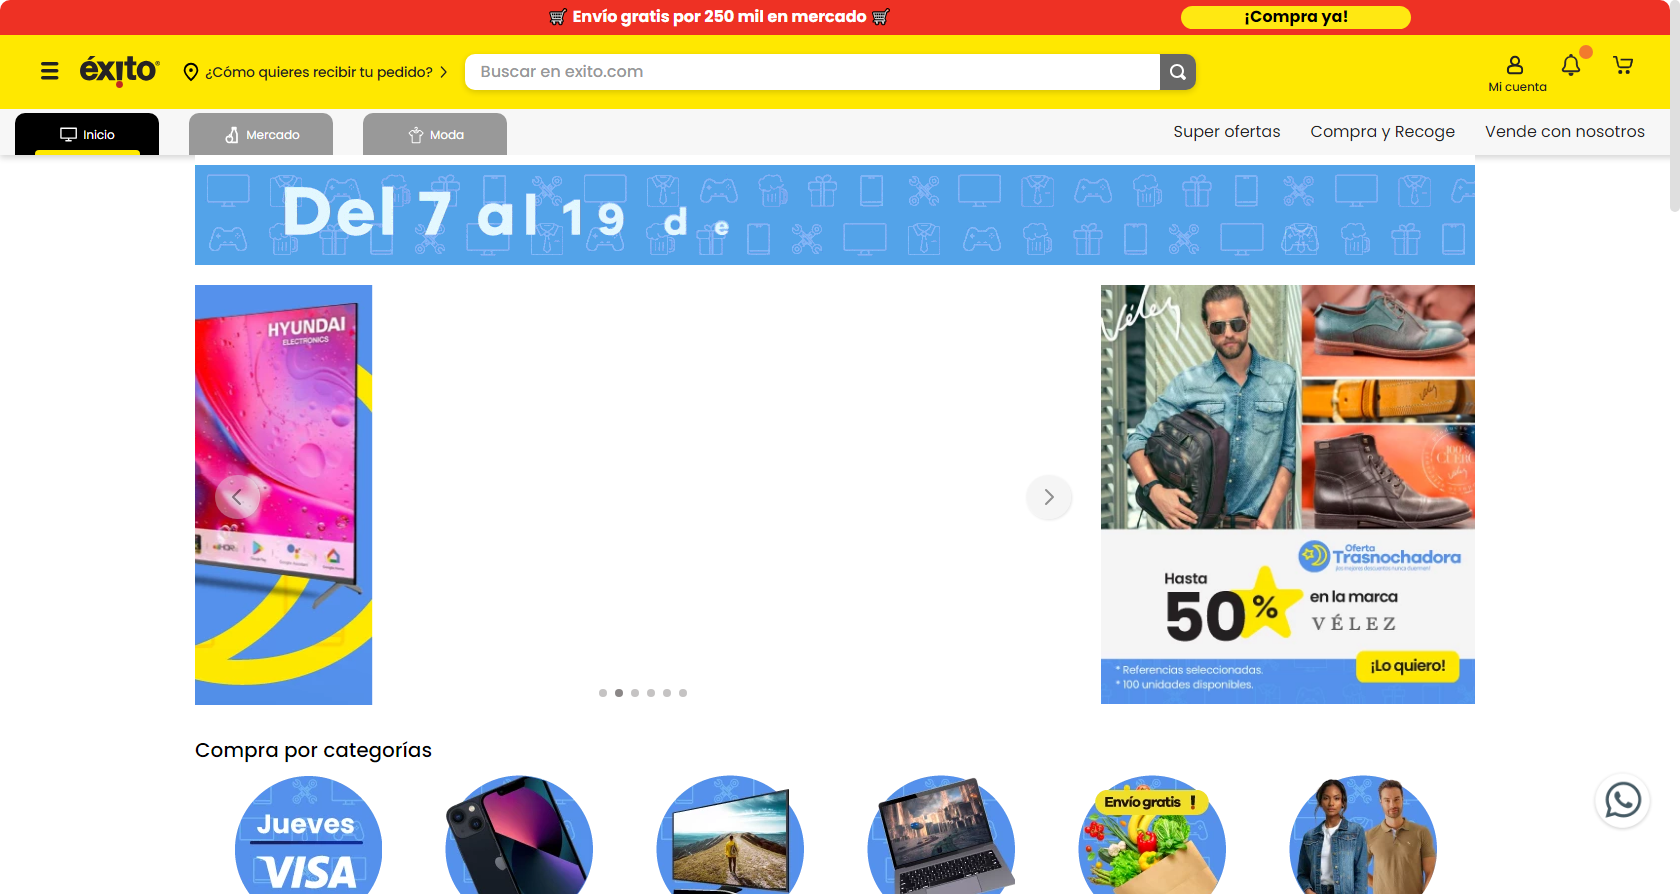 🛒 Envío gratis por 250 mil en mercado 🛒
¡Compra ya!
éxito
¿Cómo quieres recibir tu pedido?
Buscar en exito.com
Mi cuenta
Inicio
Mercado
Moda
Super ofertas
Compra y Recoge
Vende con nosotros
Del 7 al 19 de
HYUNDAI
ELECTRONICS
Vélez
Oferta
Trasnochadora
Hasta
50%
en la marca
VÉLEZ
* Referencias seleccionadas.
* 100 unidades disponibles.
¡Lo quiero!
Compra por categorías
Jueves
VISA
Envío gratis !